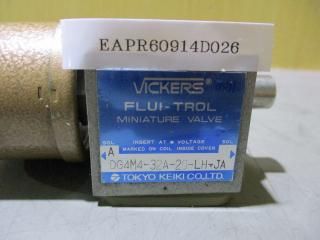 EAPR60914D026
VICKERS
FLUI-TROL
MINIATURE VALVE
SOL INSERT AT * VOLTAGE SOL
A MARKED ON COIL INSIDE COVER
DG4M4-32A-20-LH-*-JA
TOKYO KEIKI CO., LTD.